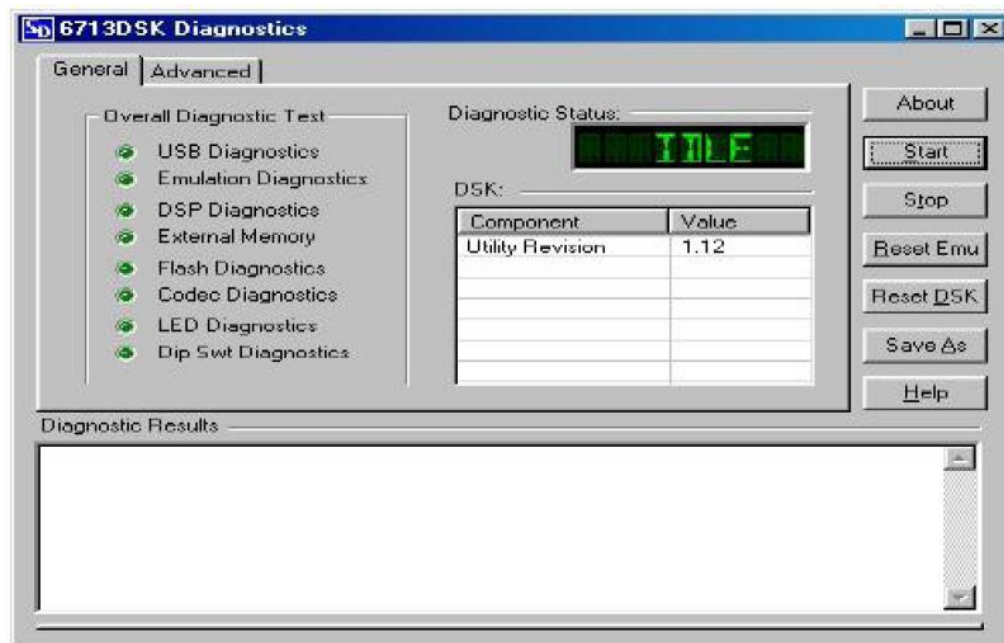 SD 6713DSK Diagnostics
General Advanced
Overall Diagnostic Test
USB Diagnostics
Emulation Diagnostics
DSP Diagnostics
External Memory
Flash Diagnostics
Codec Diagnostics
LED Diagnostics
Dip Swt Diagnostics
Diagnostic Status:
IDLE
DSK:
Component Value
Utility Revision 1.12
About
Start
Stop
Reset Emu
Reset DSK
Save As
Help
Diagnostic Results